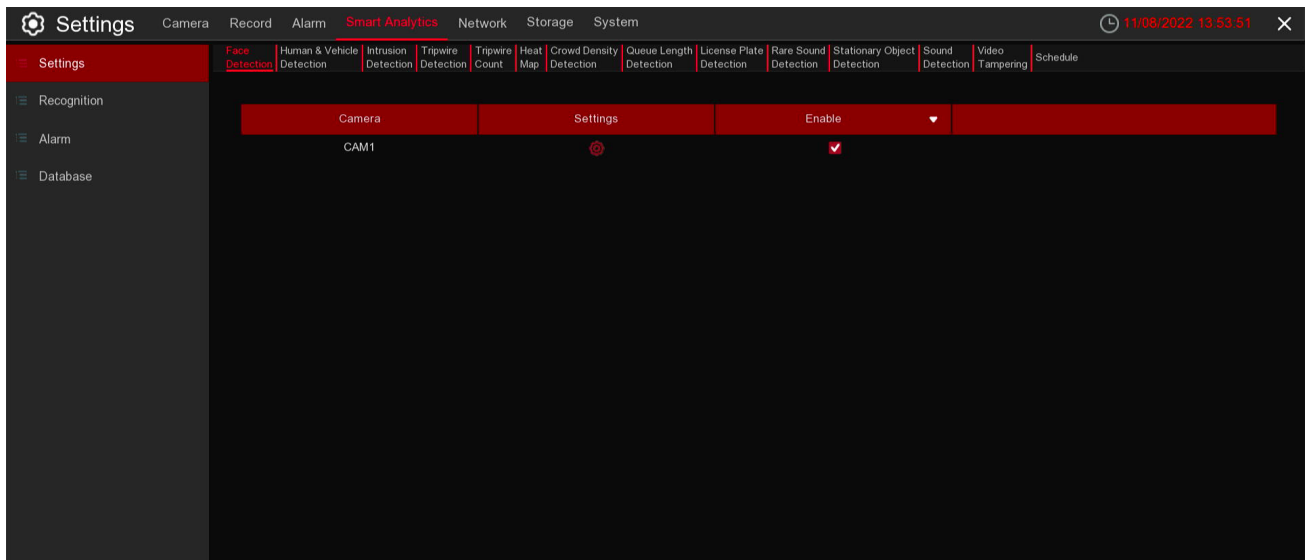 Settings Camera Record Alarm Smart Analytics Network Storage System 11/08/2022 13:53:51
Settings
Recognition
Alarm
Database
Face Detection
Human & Vehicle Detection
Intrusion Detection
Tripwire Detection
Tripwire Count
Heat Map
Crowd Density Detection
Queue Length Detection
License Plate Detection
Rare Sound Detection
Stationary Object Detection
Sound Detection
Video Tampering
Schedule
Camera Settings Enable
CAM1